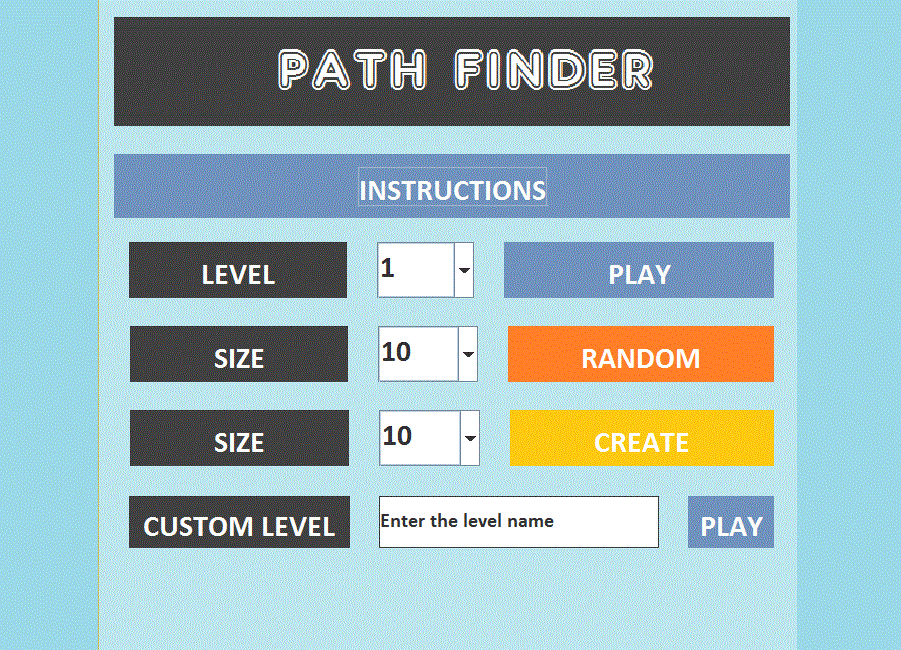 PATH FINDER
INSTRUCTIONS
LEVEL 1 PLAY
SIZE 10 RANDOM
SIZE 10 CREATE
CUSTOM LEVEL Enter the level name PLAY